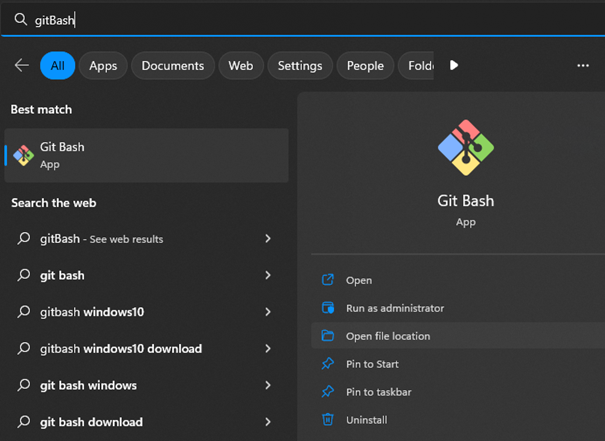 gitBash
All Apps Documents Web Settings People Folde
Best match
Git Bash
App
Search the web
gitBash - See web results
git bash
gitbash windows10
gitbash windows10 download
git bash windows
git bash download
Git Bash
App
Open
Run as administrator
Open file location
Pin to Start
Pin to taskbar
Uninstall